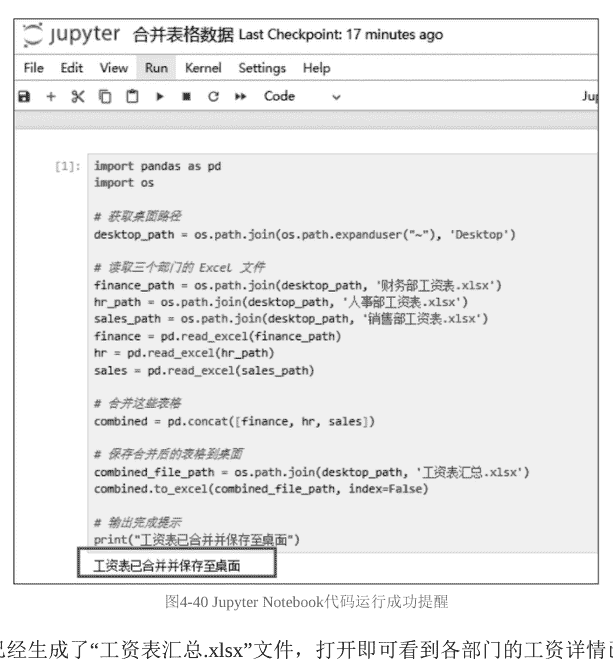 jupyter 合并表格数据 Last Checkpoint: 17 minutes ago
File Edit View Run Kernel Settings Help
Code
[1]: import pandas as pd
import os
# 获取桌面路径
desktop_path = os.path.join(os.path.expanduser("~"), 'Desktop')
# 读取三个部门的 Excel 文件
finance_path = os.path.join(desktop_path, '财务部工资表.xlsx')
hr_path = os.path.join(desktop_path, '人事部工资表.xlsx')
sales_path = os.path.join(desktop_path, '销售部工资表.xlsx')
finance = pd.read_excel(finance_path)
hr = pd.read_excel(hr_path)
sales = pd.read_excel(sales_path)
# 合并这些表格
combined = pd.concat([finance, hr, sales])
# 保存合并后的表格到桌面
combined_file_path = os.path.join(desktop_path, '工资表汇总.xlsx')
combined.to_excel(combined_file_path, index=False)
# 输出完成提示
print("工资表已合并并保存至桌面")
工资表已合并并保存至桌面
图4-40 Jupyter Notebook代码运行成功提醒
已经生成了“工资表汇总.xlsx”文件，打开即可看到各部门的工资详情